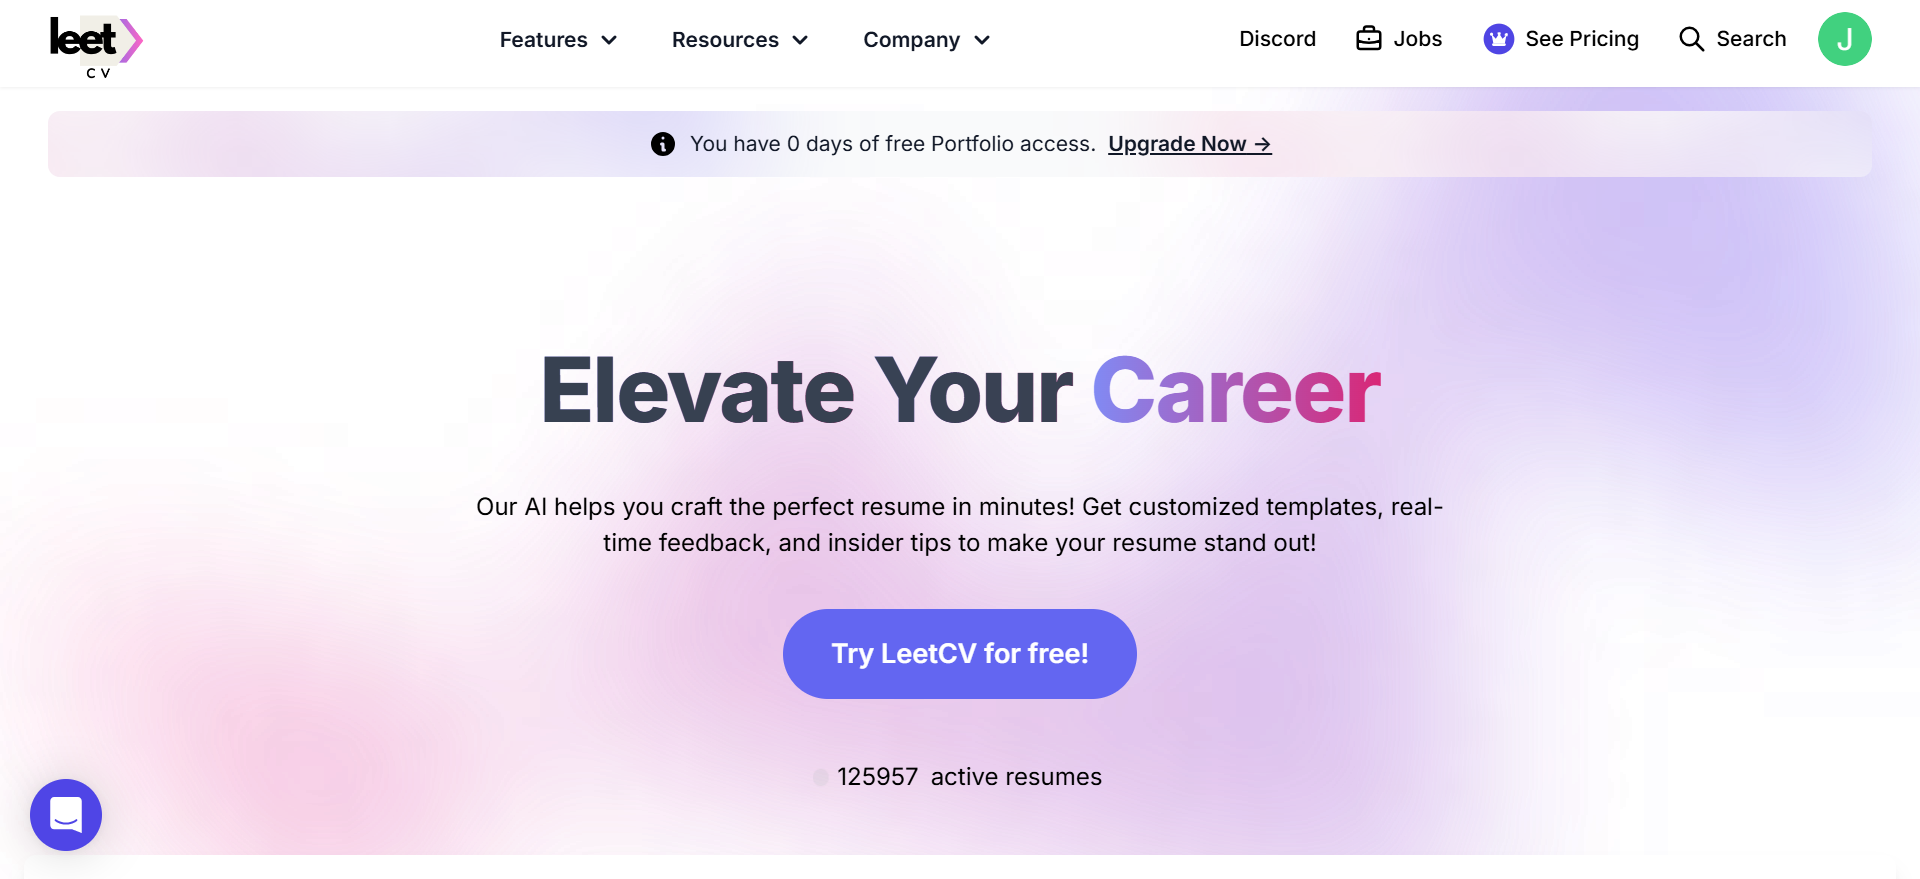 leet
CV
Features
Resources
Company
Discord
Jobs
See Pricing
Search
J
You have 0 days of free Portfolio access. Upgrade Now →
Elevate Your Career
Our AI helps you craft the perfect resume in minutes! Get customized templates, real-
time feedback, and insider tips to make your resume stand out!
Try LeetCV for free!
125957 active resumes